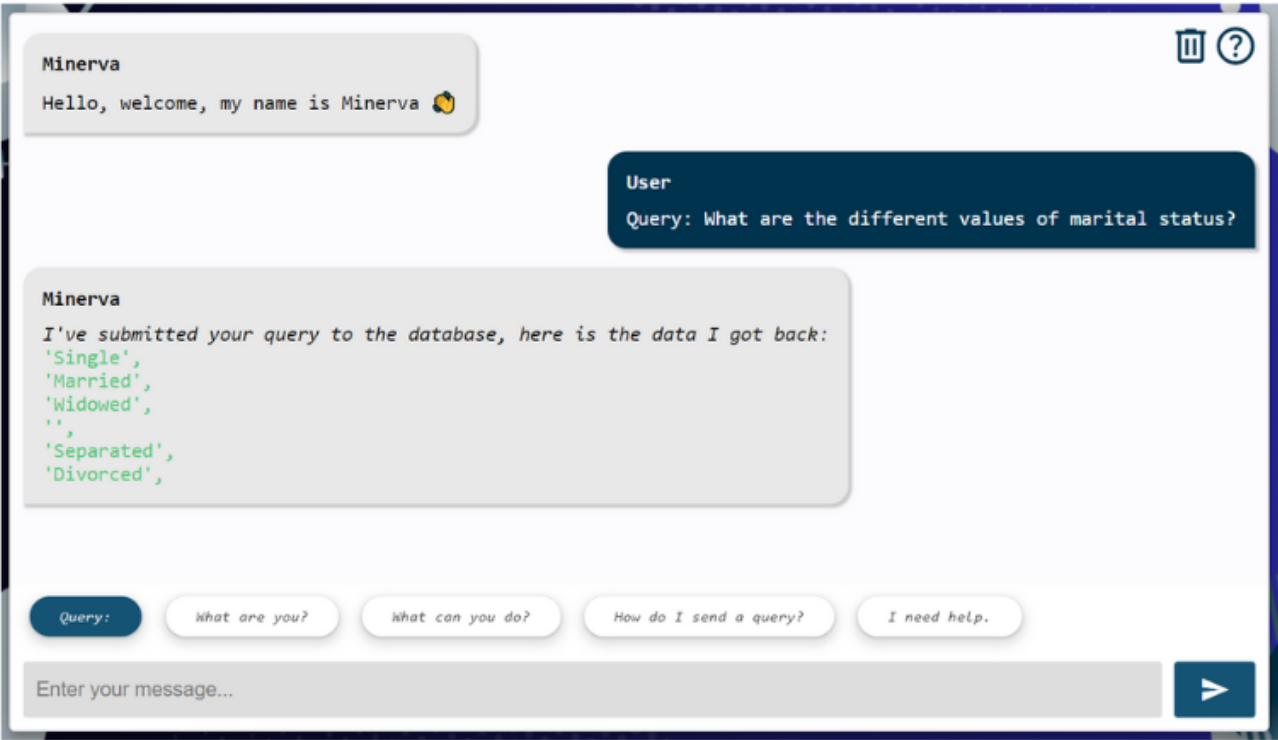 Minerva
Hello, welcome, my name is Minerva 👏
User
Query: What are the different values of marital status?
Minerva
I've submitted your query to the database, here is the data I got back:
'Single',
'Married',
'Widowed',
'',
'Separated',
'Divorced',
Query:
What are you?
What can you do?
How do I send a query?
I need help.
Enter your message...